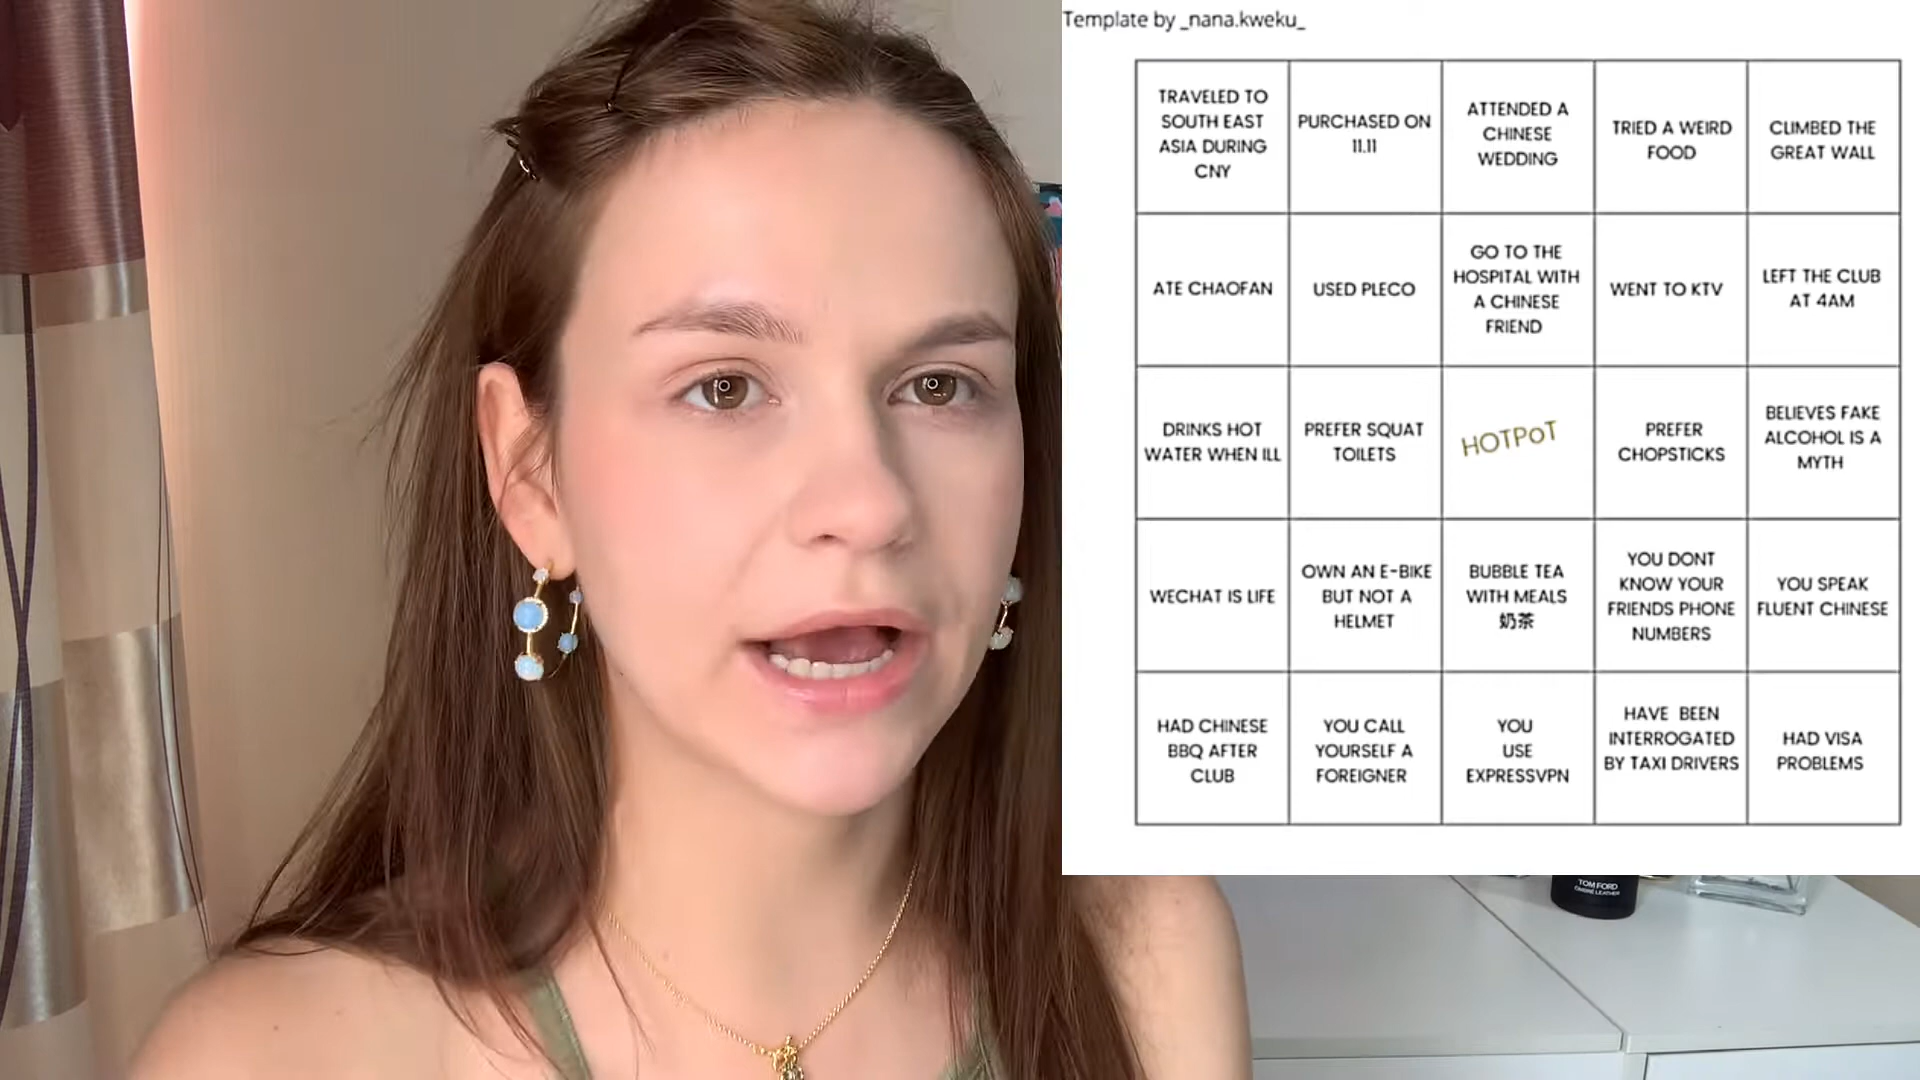 Template by _nana.kweku_
TRAVELED TO
SOUTH EAST
ASIA DURING
CNY
PURCHASED ON
11.11
ATTENDED A
CHINESE
WEDDING
TRIED A WEIRD
FOOD
CLIMBED THE
GREAT WALL
ATE CHAOFAN
USED PLECO
GO TO THE
HOSPITAL WITH
A CHINESE
FRIEND
WENT TO KTV
LEFT THE CLUB
AT 4AM
DRINKS HOT
WATER WHEN ILL
PREFER SQUAT
TOILETS
HOTPoT
PREFER
CHOPSTICKS
BELIEVES FAKE
ALCOHOL IS A
MYTH
WECHAT IS LIFE
OWN AN E-BIKE
BUT NOT A
HELMET
BUBBLE TEA
WITH MEALS
奶茶
YOU DONT
KNOW YOUR
FRIENDS PHONE
NUMBERS
YOU SPEAK
FLUENT CHINESE
HAD CHINESE
BBQ AFTER
CLUB
YOU CALL
YOURSELF A
FOREIGNER
YOU
USE
EXPRESSVPN
HAVE BEEN
INTERROGATED
BY TAXI DRIVERS
HAD VISA
PROBLEMS
TOM FORD
OMBRÉ LEATHER